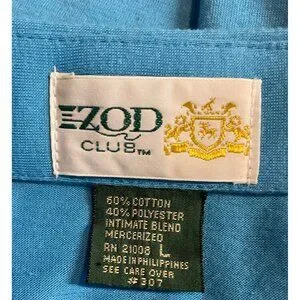 IZOD
CLUB™
60% COTTON
40% POLYESTER
INTIMATE BLEND
MERCERIZED
RN 21008 L
MADE IN PHILIPPINES
SEE CARE OVER
#307